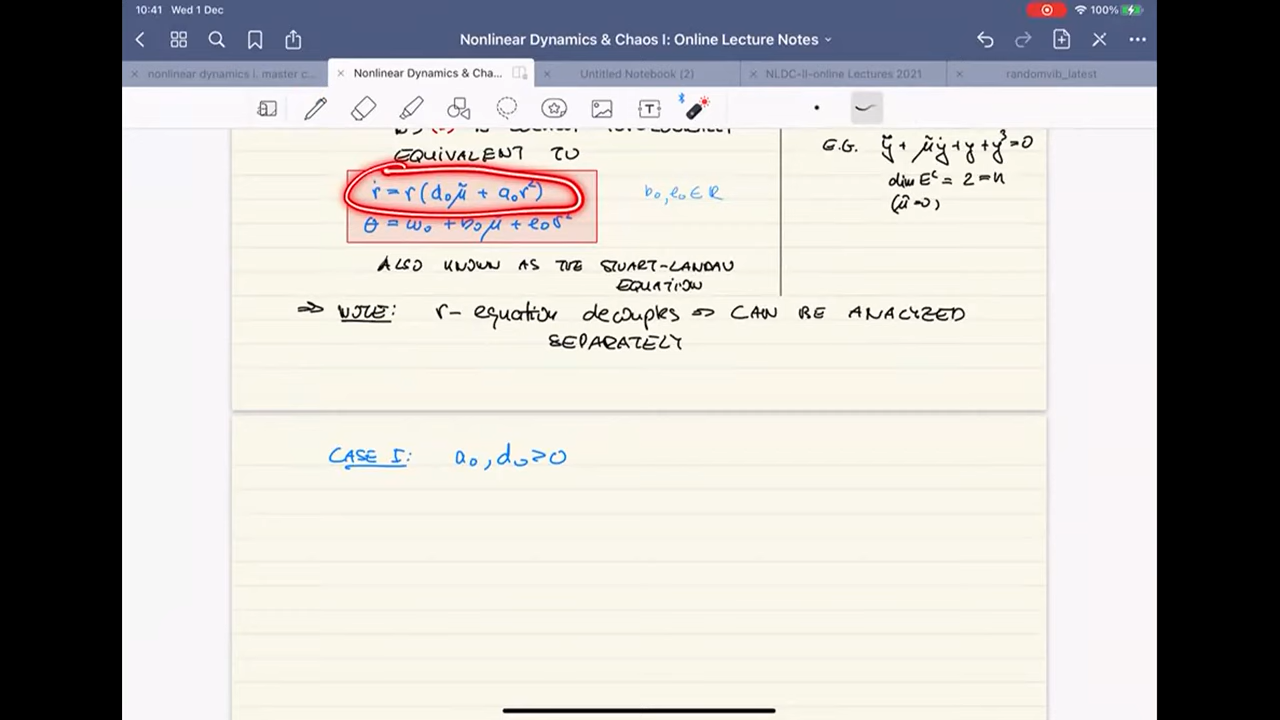 10:41 Wed 1 Dec
100%
Nonlinear Dynamics & Chaos I: Online Lecture Notes
nonlinear dynamics i. master c...
Nonlinear Dynamics & Cha...
Untitled Notebook (2)
NLDC-II-online Lectures 2021
randomvib_latest
EQUIVALENT TO
ṙ = r(d₀μ̃ + a₀r²)
b₀, e₀ ∈ ℝ
θ̇ = ω₀ + b₀μ̃ + e₀r²
E.G. ÿ + μ̃ẏ + y + y³ = 0
dim Eᶜ = 2 = n
(μ̃ = 0)
ALSO KNOWN AS THE STUART-LANDAU
EQUATION
⇒ NOTE: r- equation decouples ⇒ CAN BE ANALYZED
SEPARATELY
CASE I: a₀, d₀ > 0